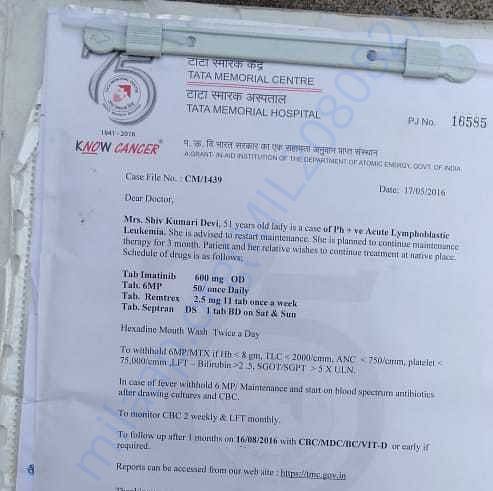 टाटा स्मारक केंद्र
TATA MEMORIAL CENTRE
टाटा स्मारक अस्पताल
TATA MEMORIAL HOSPITAL
PJ No. 16585
75
1941 - 2016
KNOW CANCER
प. ऊ. वि भारत सरकार का एक सहायता अनुदान प्राप्त संस्थान
A GRANT- IN-AID INSTITUTION OF THE DEPARTMENT OF ATOMIC ENERGY, GOVT. OF INDIA.
Case File No. : CM/1439
Date: 17/05/2016
Dear Doctor,
Mrs. Shiv Kumari Devi, 51 years old lady is a case of Ph + ve Acute Lymphoblastic
Leukemia. She is advised to restart maintenance. She is planned to continue maintenance
therapy for 3 month. Patient and her relative wishes to continue treatment at native place.
Schedule of drugs is as follows;
Tab Imatinib 600 mg OD
Tab. 6MP 50/ once Daily
Tab. Remtrex 2.5 mg 11 tab once a week
Tab. Septran DS 1 tab BD on Sat & Sun
Hexadine Mouth Wash Twice a Day
To withhold 6MP/MTX if Hb < 8 gm, TLC < 2000/cmm, ANC < 750/cmm, platelet <
75,000/cmm ,LFT – Bilirubin >2 .5, SGOT/SGPT > 5 X ULN.
In case of fever withhold 6 MP/ Maintenance and start on blood spectrum antibiotics
after drawing cultures and CBC.
To monitor CBC 2 weekly & LFT monthly.
To follow up after 1 months on 16/08/2016 with CBC/MDC/BC/VIT-D or early if
required.
Reports can be accessed from our web site : https://tmc.gov.in